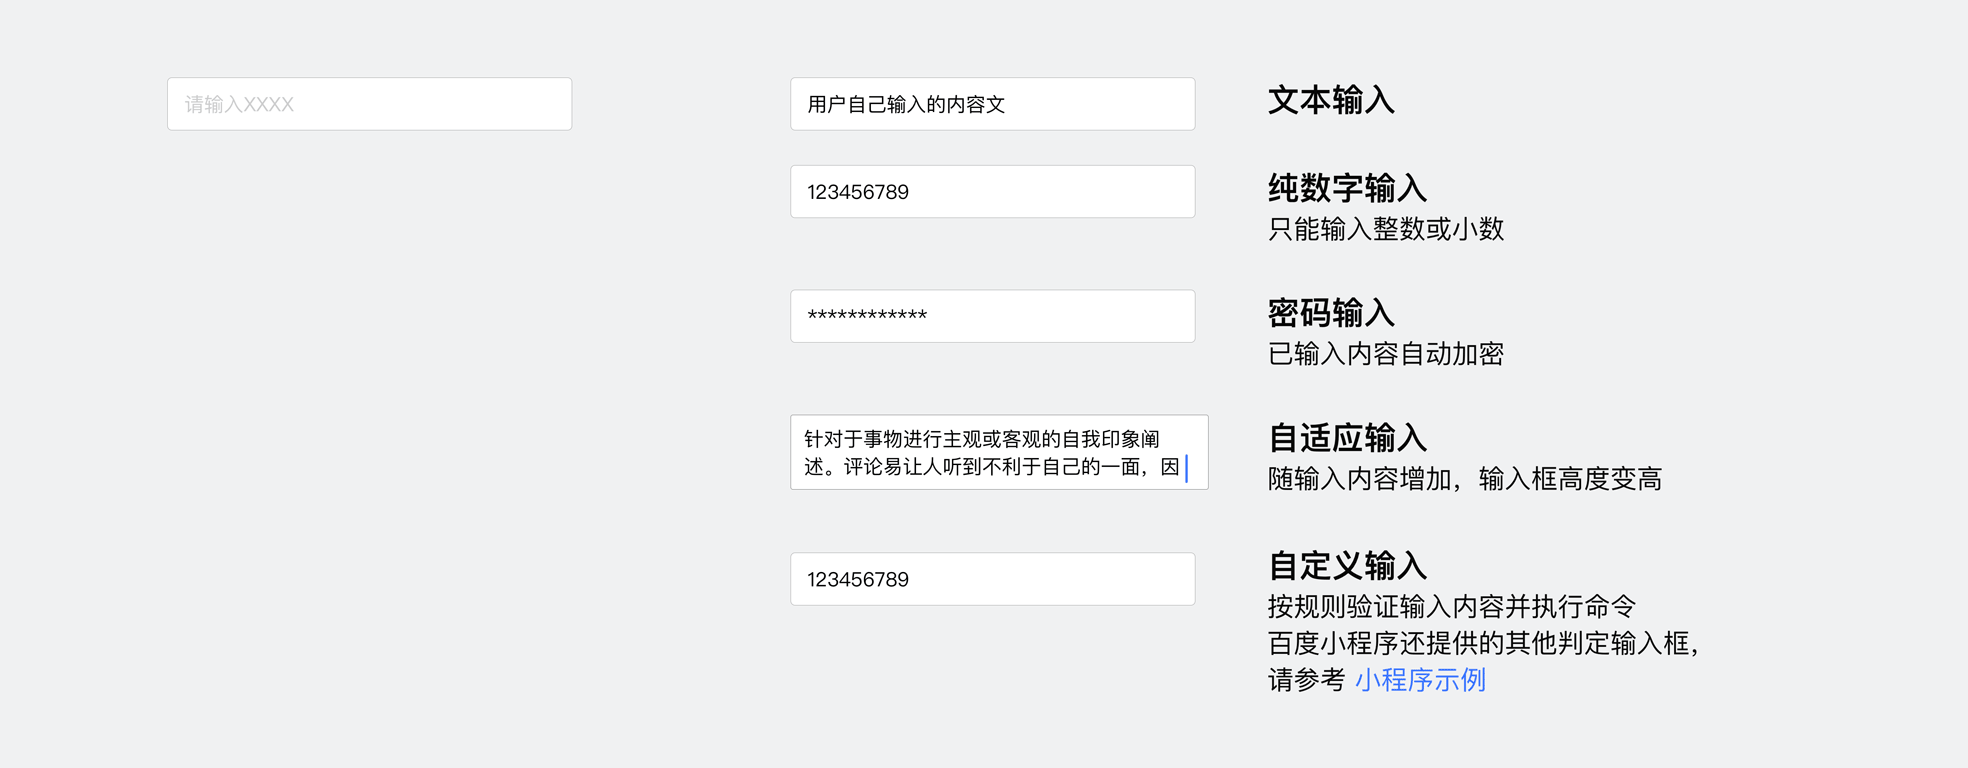 请输入XXXX
用户自己输入的内容文
文本输入
123456789
纯数字输入
只能输入整数或小数
************
密码输入
已输入内容自动加密
针对于事物进行主观或客观的自我印象阐
述。评论易让人听到不利于自己的一面，因
自适应输入
随输入内容增加，输入框高度变高
123456789
自定义输入
按规则验证输入内容并执行命令
百度小程序还提供的其他判定输入框，
请参考 小程序示例